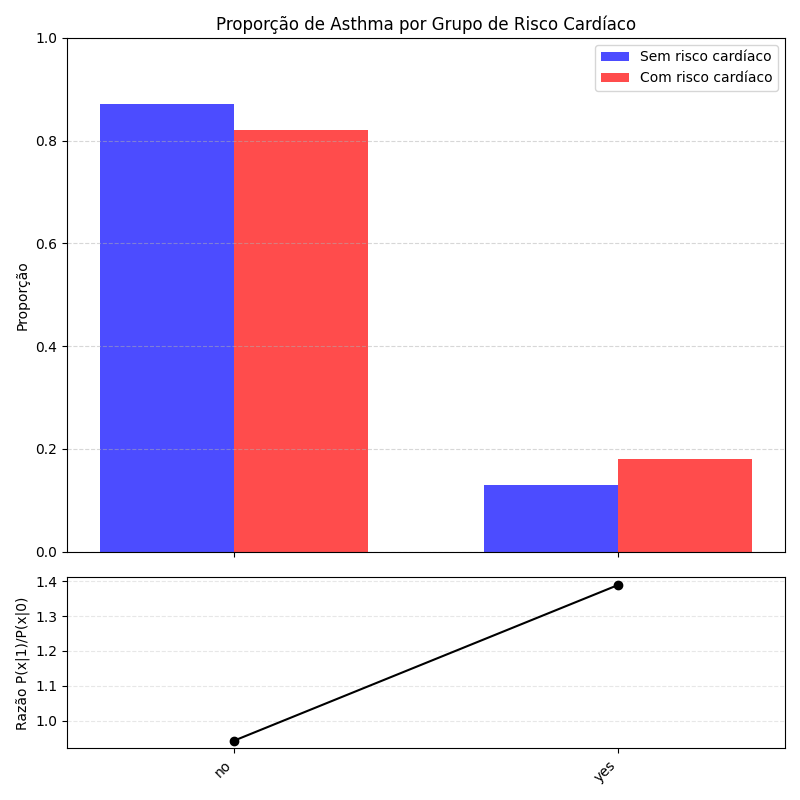 Proporção de Asthma por Grupo de Risco Cardíaco
Sem risco cardíaco
Com risco cardíaco
Proporção
1.0
0.8
0.6
0.4
0.2
0.0
Razão P(x|1)/P(x|0)
1.4
1.3
1.2
1.1
1.0
no
yes